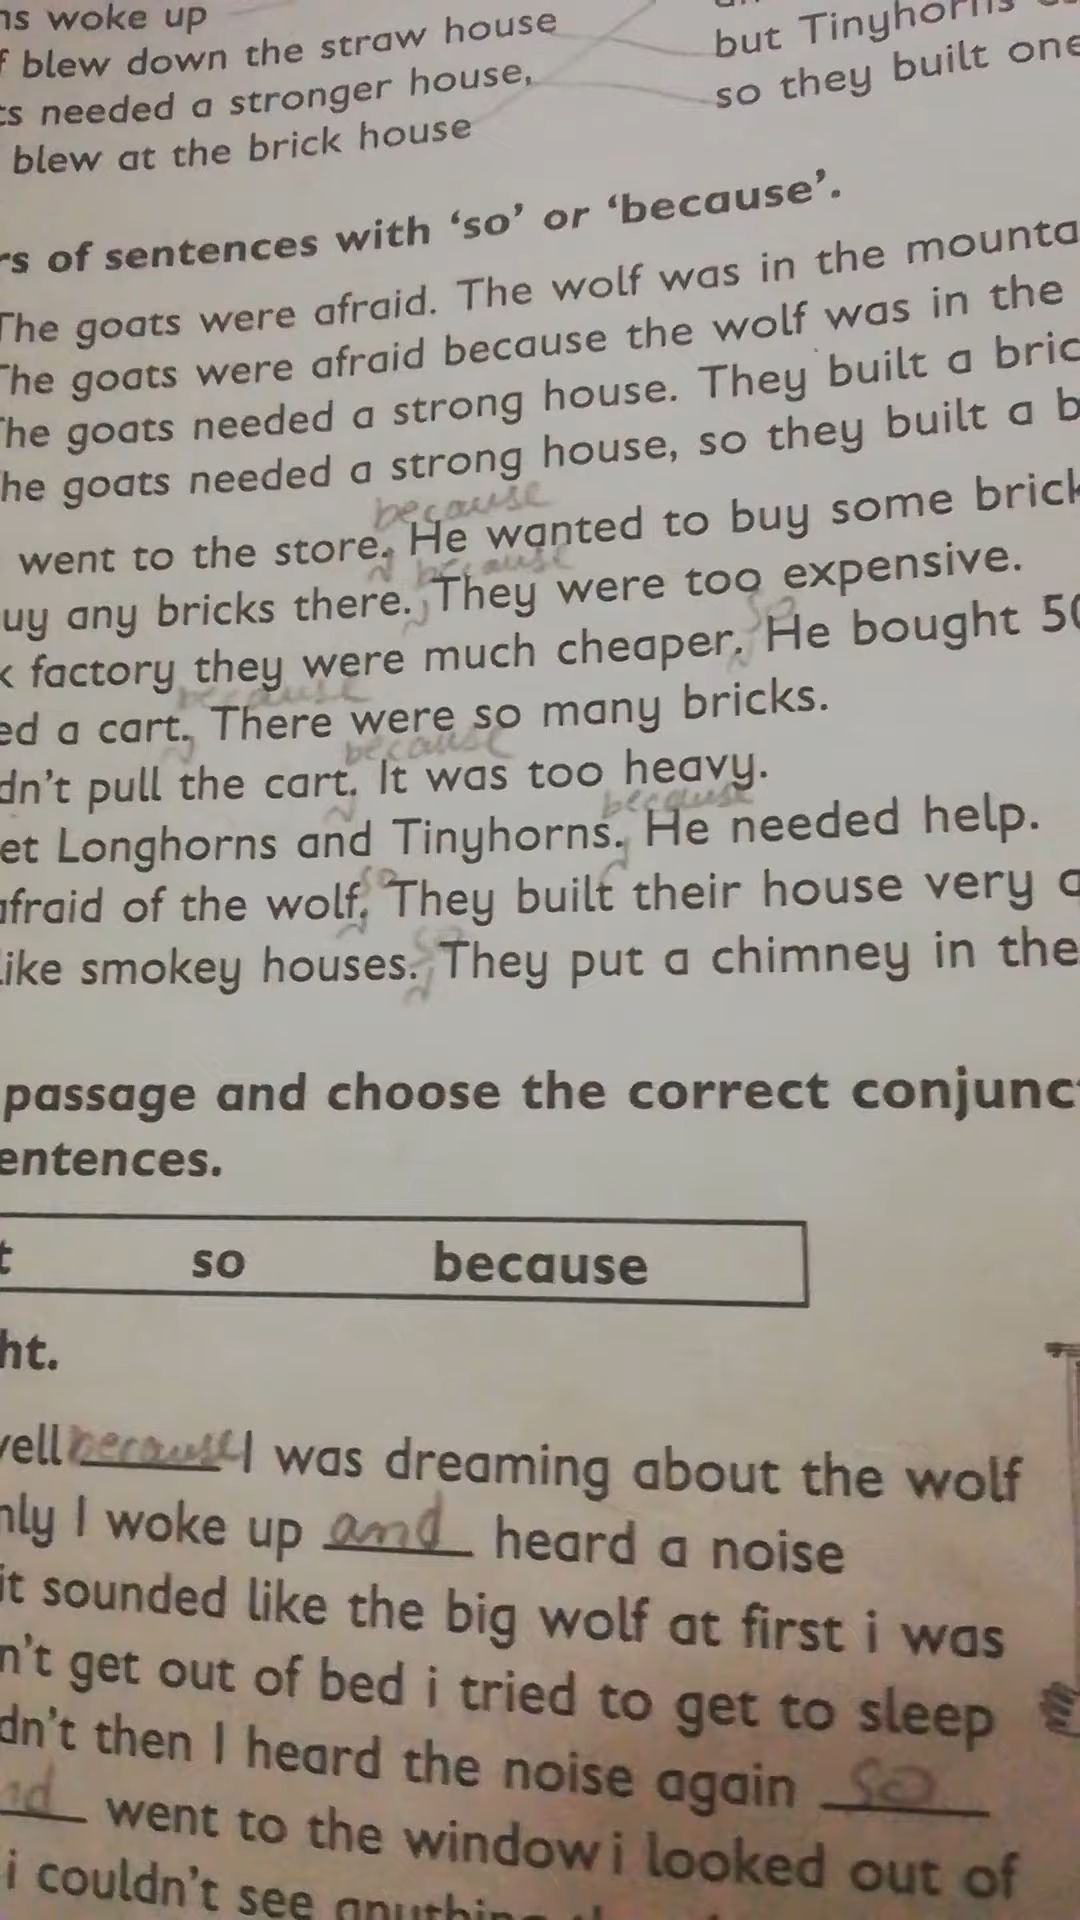 ns woke up
f blew down the straw house
ts needed a stronger house,
blew at the brick house
but Tinyhorns
so they built one
rs of sentences with ‘so’ or ‘because’.
The goats were afraid. The wolf was in the mounta
The goats were afraid because the wolf was in the
The goats needed a strong house. They built a bric
he goats needed a strong house, so they built a b
because
went to the store. He wanted to buy some brick
because
uy any bricks there. They were too expensive.
so
k factory they were much cheaper. He bought 50
because
ed a cart. There were so many bricks.
because
dn't pull the cart. It was too heavy.
because
et Longhorns and Tinyhorns. He needed help.
so
afraid of the wolf. They built their house very q
so
like smokey houses. They put a chimney in the
passage and choose the correct conjunct
entences.
t so because
ht.
vell because I was dreaming about the wolf
nly I woke up and heard a noise
it sounded like the big wolf at first i was
n't get out of bed i tried to get to sleep
dn't then I heard the noise again so
nd went to the window i looked out of
i couldn't see anything